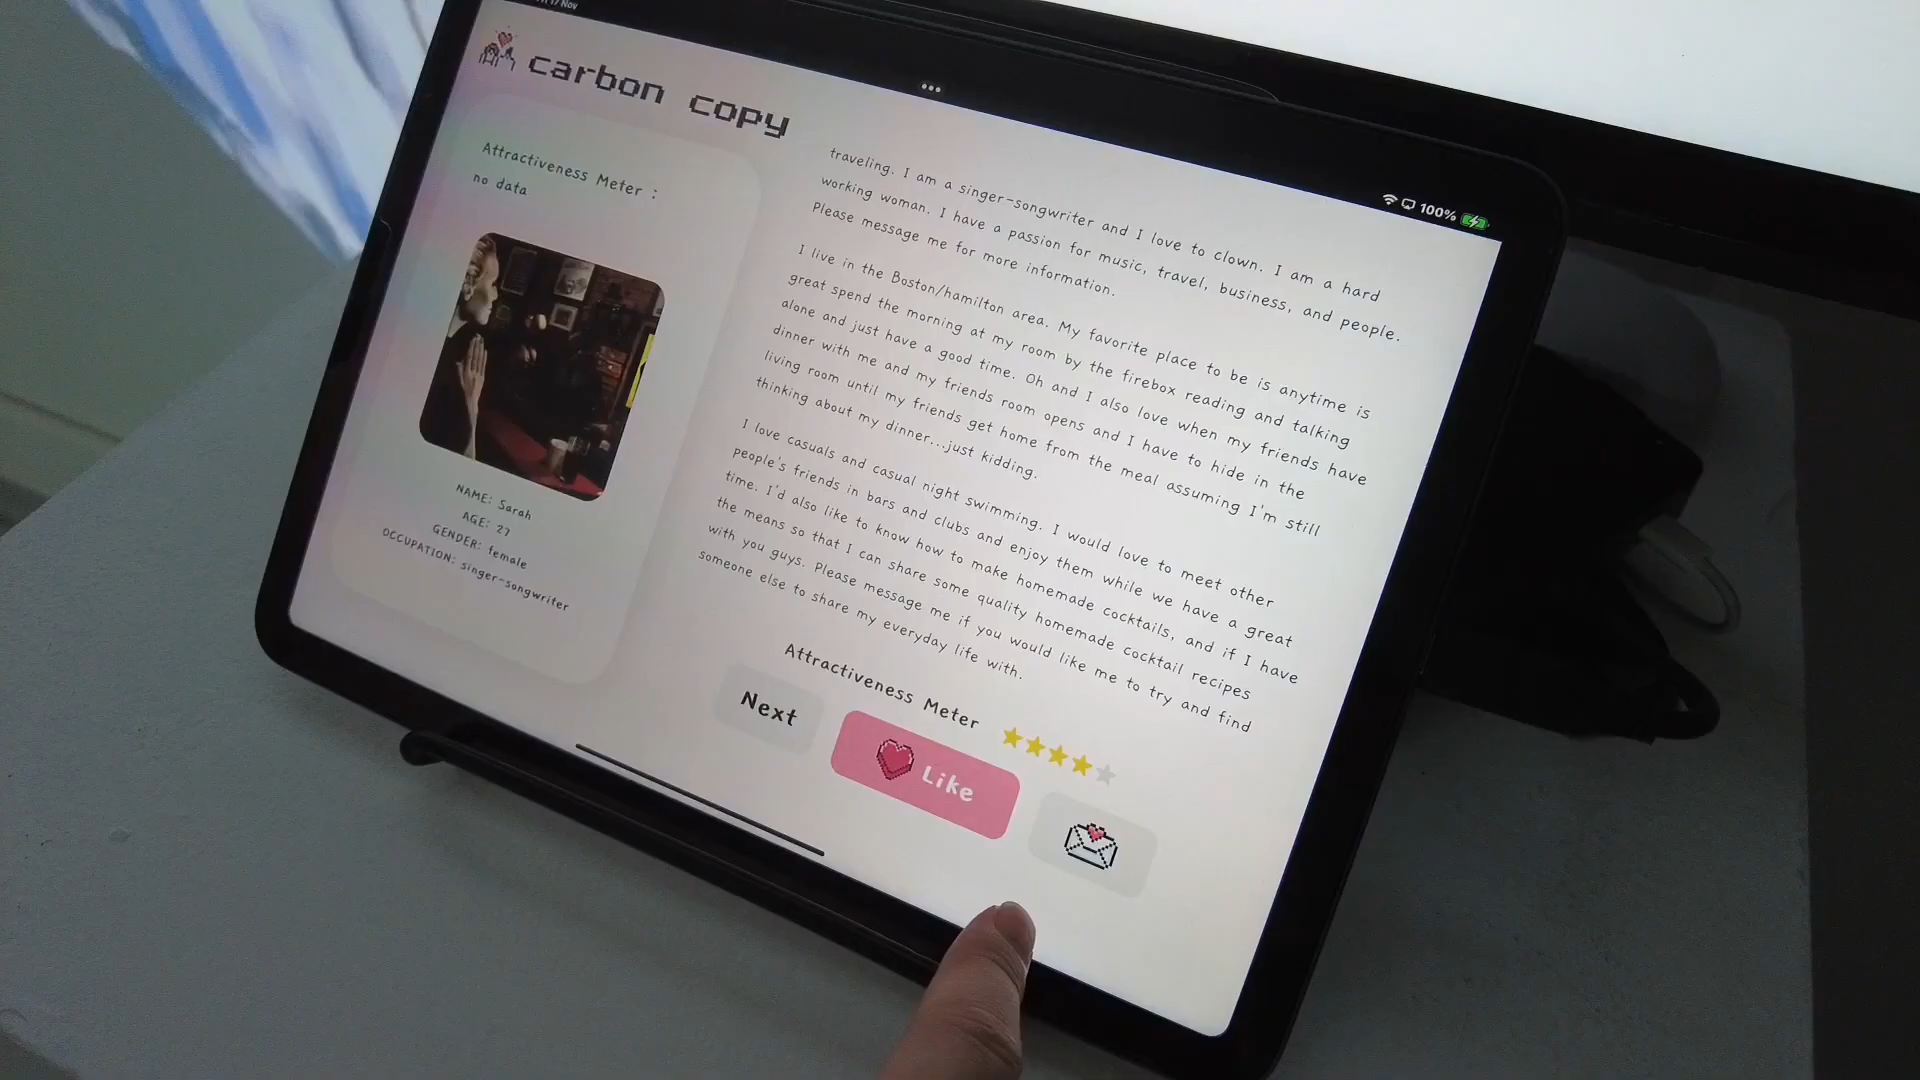 17 Nov
100%
carbon copy
Attractiveness Meter :
no data
NAME: Sarah
AGE: 27
GENDER: female
OCCUPATION: singer-songwriter
traveling. I am a singer-songwriter and I love to clown. I am a hard
working woman. I have a passion for music, travel, business, and people.
Please message me for more information.
I live in the Boston/hamilton area. My favorite place to be is anytime is
great spend the morning at my room by the firebox reading and talking
alone and just have a good time. Oh and I also love when my friends have
dinner with me and my friends room opens and I have to hide in the
living room until my friends get home from the meal assuming I'm still
thinking about my dinner...just kidding.
I love casuals and casual night swimming. I would love to meet other
people's friends in bars and clubs and enjoy them while we have a great
time. I'd also like to know how to make homemade cocktails, and if I have
the means so that I can share some quality homemade cocktail recipes
with you guys. Please message me if you would like me to try and find
someone else to share my everyday life with.
Attractiveness Meter
Next
Like